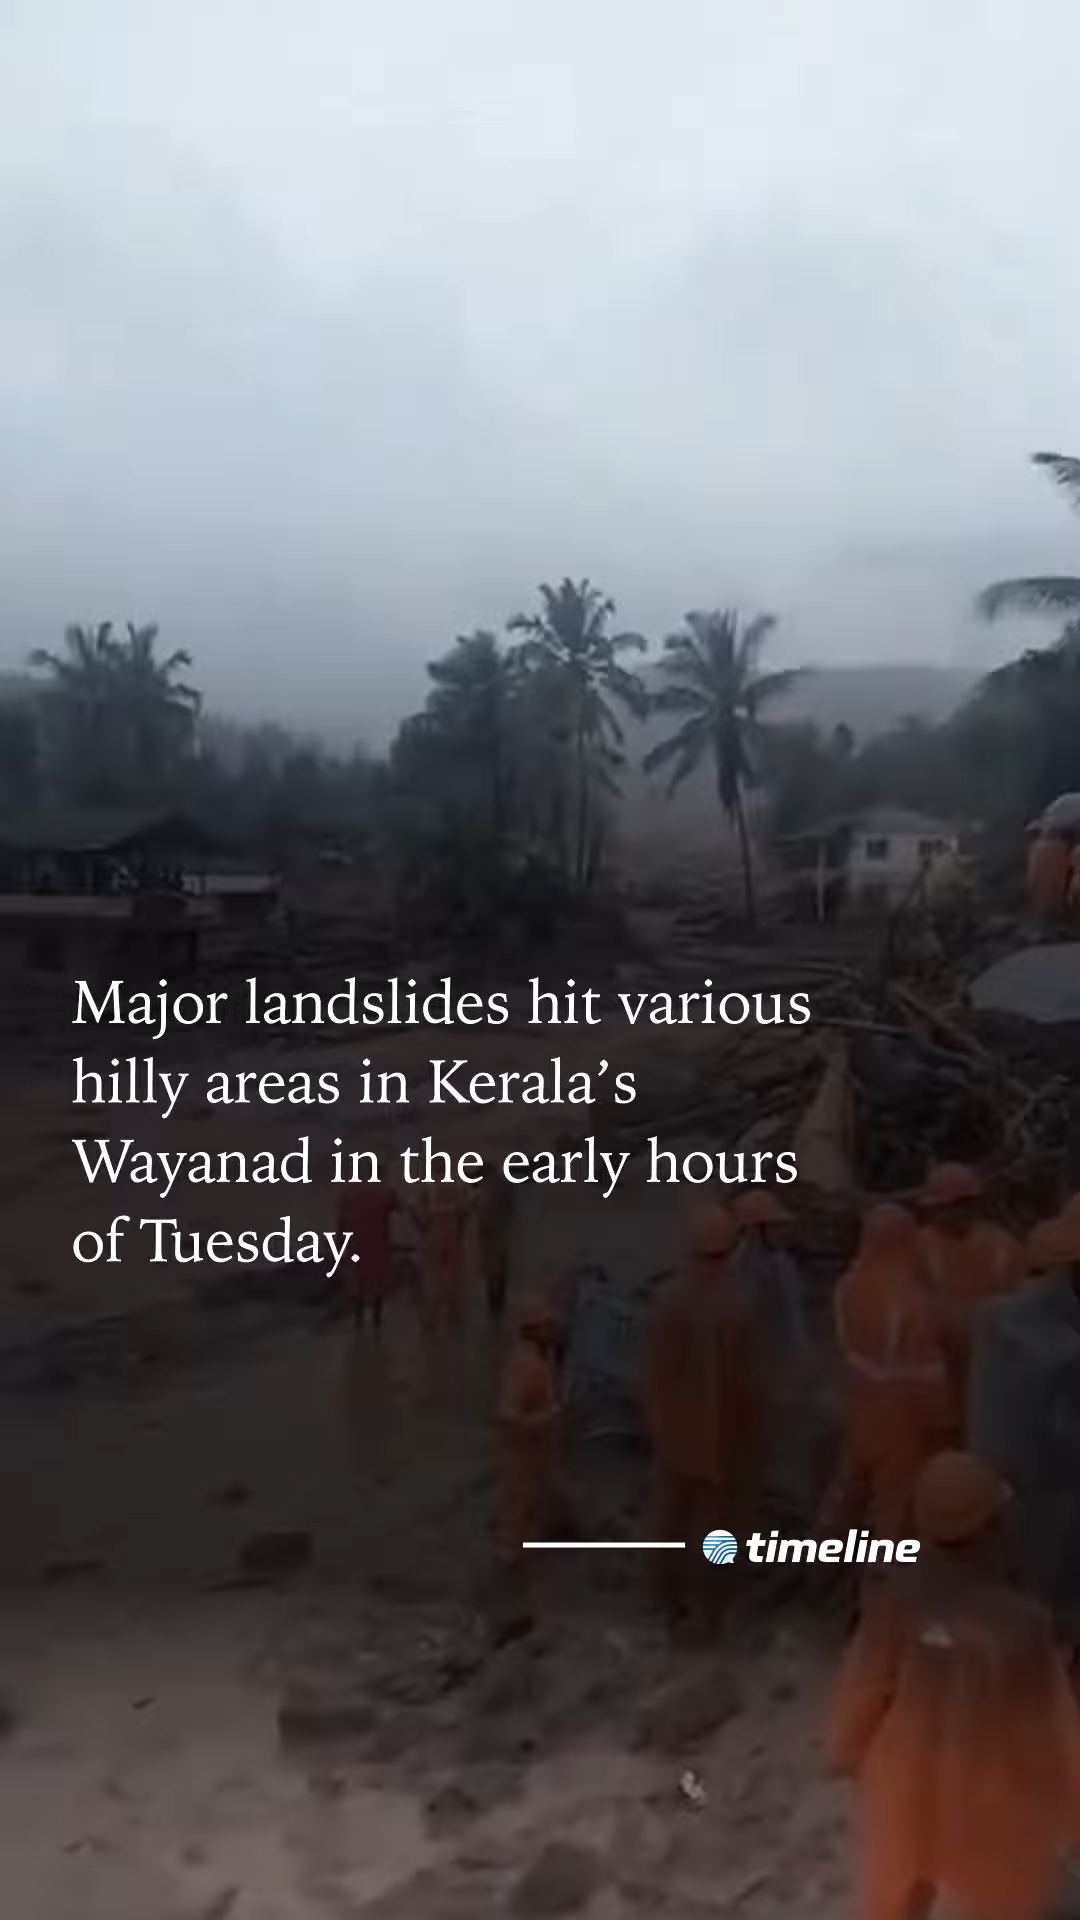 Major landslides hit various
hilly areas in Kerala’s
Wayanad in the early hours
of Tuesday.
timeline